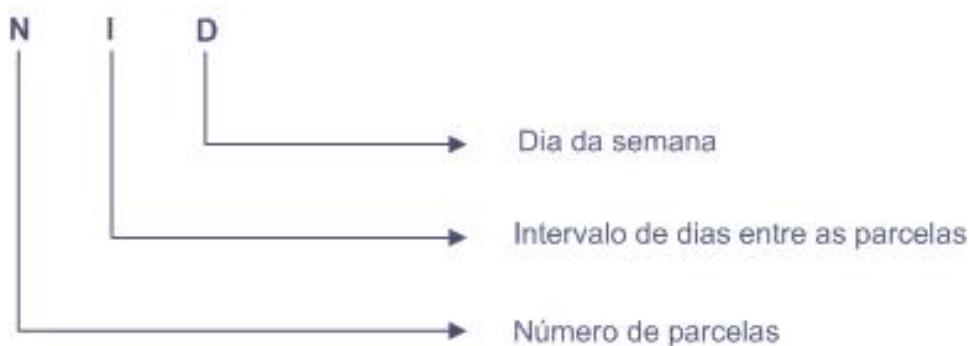 N I D
Dia da semana
Intervalo de dias entre as parcelas
Número de parcelas